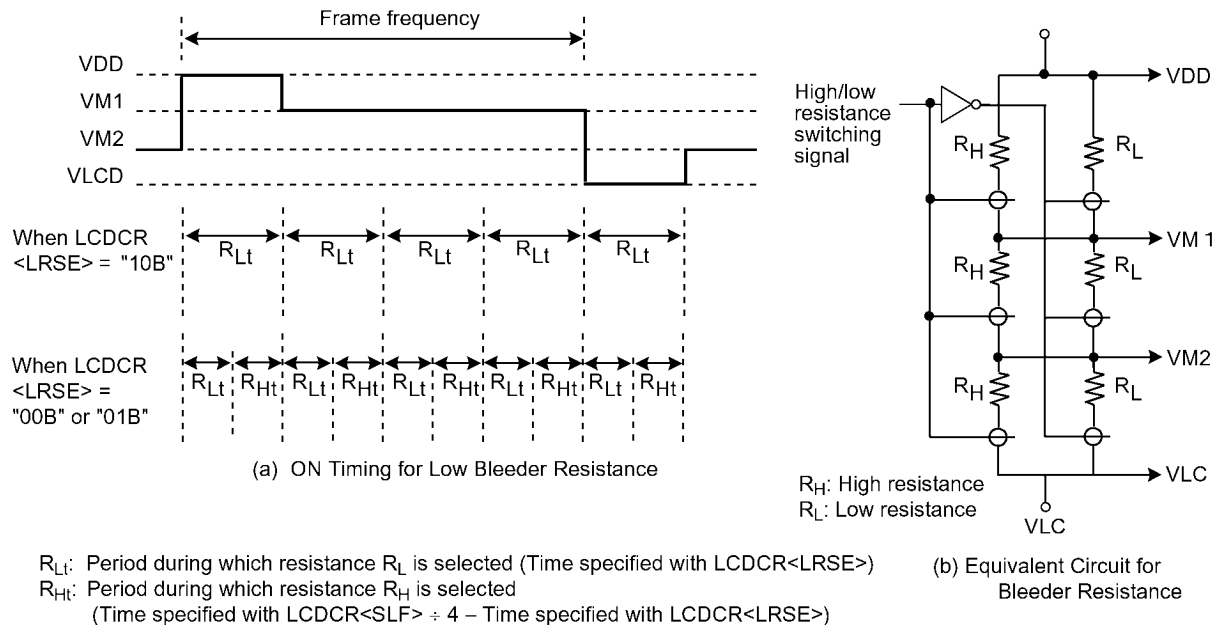 Frame frequency
VDD
VM1
VM2
VLCD
When LCDCR
<LRSE> = "10B"
RLt RLt RLt RLt RLt
When LCDCR
<LRSE> =
"00B" or "01B"
RLt RHt RLt RHt RLt RHt RLt RHt RLt RHt
(a) ON Timing for Low Bleeder Resistance
High/low
resistance
switching
signal
VDD
RH RL
VM 1
RH RL
VM2
RH RL
VLC
VLC
RH: High resistance
RL: Low resistance
(b) Equivalent Circuit for
Bleeder Resistance
RLt: Period during which resistance RL is selected (Time specified with LCDCR<LRSE>)
RHt: Period during which resistance RH is selected
(Time specified with LCDCR<SLF> ÷ 4 – Time specified with LCDCR<LRSE>)